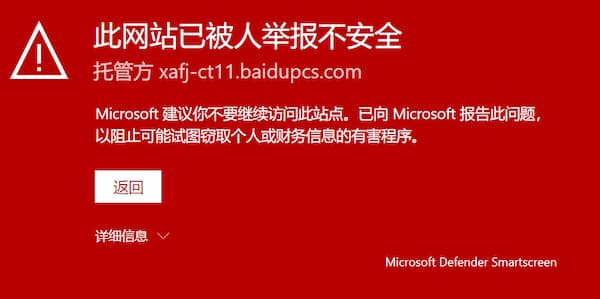 此网站已被人举报不安全
托管方 xafj-ct11.baidupcs.com
Microsoft 建议你不要继续访问此站点。已向 Microsoft 报告此问题，
以阻止可能试图窃取个人或财务信息的有害程序。
返回
详细信息
Microsoft Defender Smartscreen